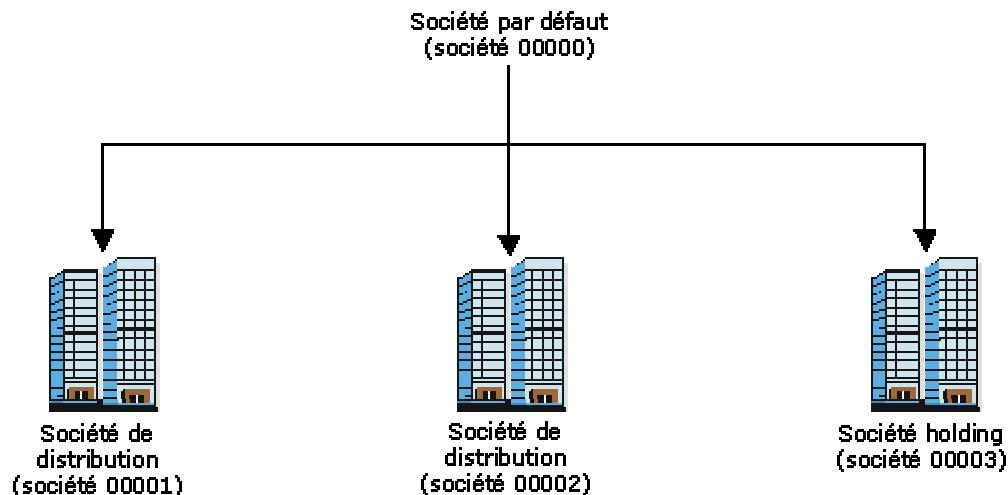 Société par défaut
(société 00000)
Société de
distribution
(société 00001)
Société de
distribution
(société 00002)
Société holding
(société 00003)